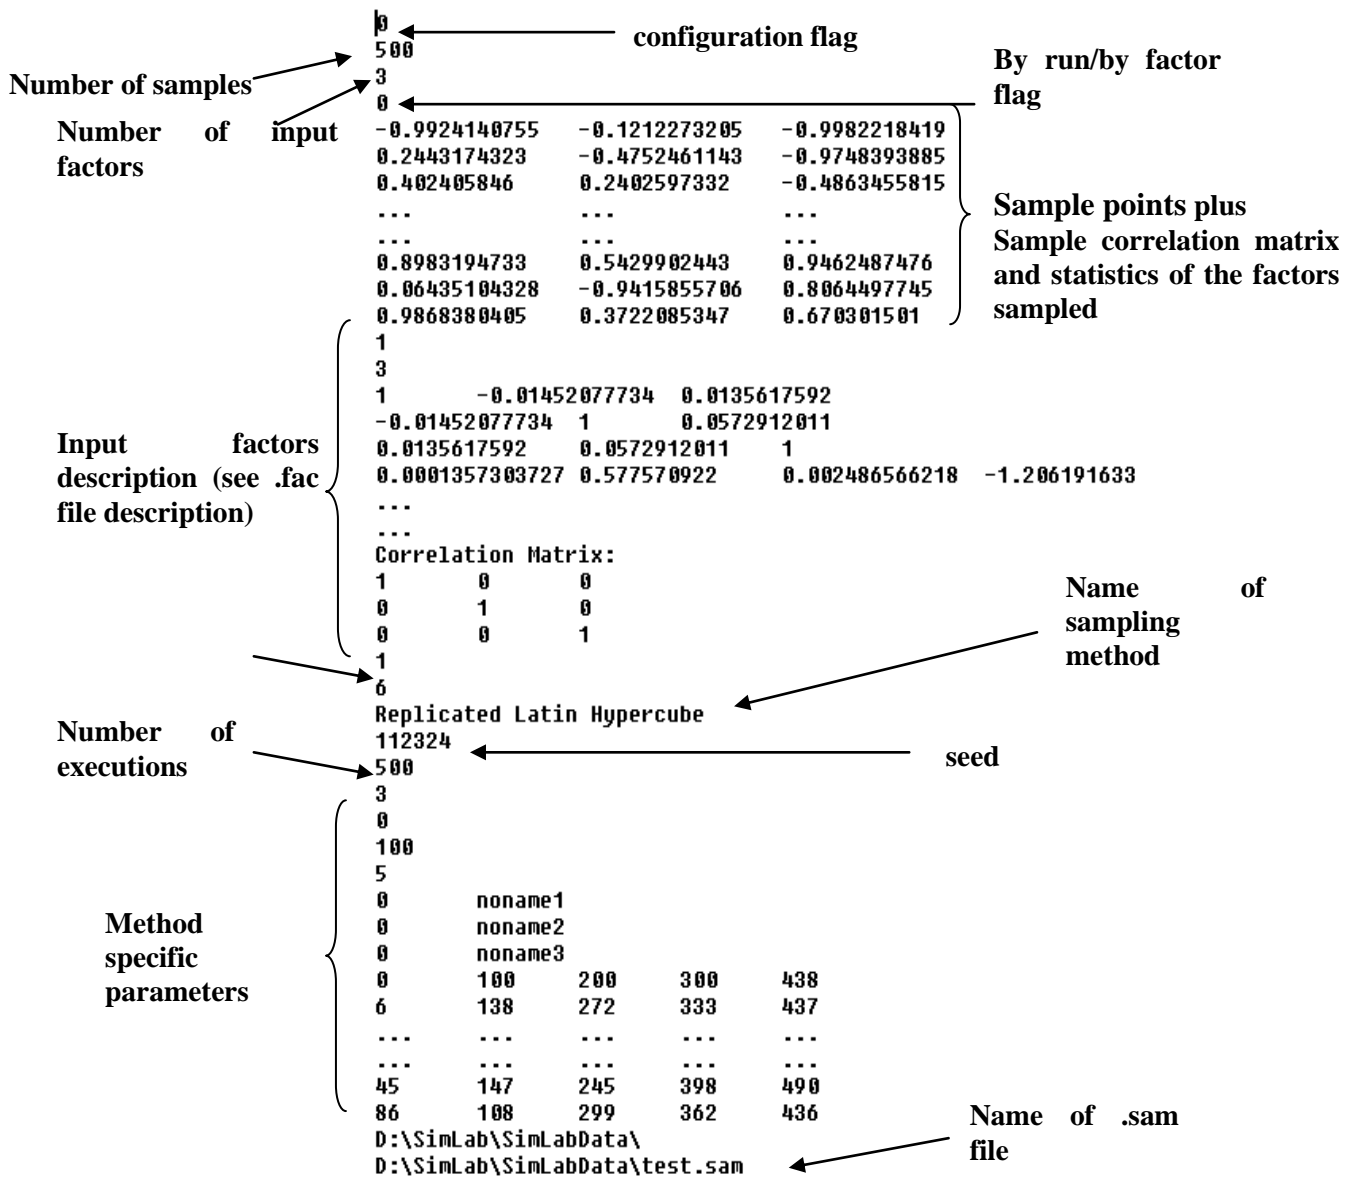 0
configuration flag
500
Number of samples
3
By run/by factor
flag
0
Number of input
factors
-0.9924140755 -0.1212273205 -0.9982218419
0.2443174323 -0.4752461143 -0.9748393885
0.402405846 0.2402597332 -0.4863455815
... ... ...
... ... ...
0.8983194733 0.5429902443 0.9462487476
0.06435104328 -0.9415855706 0.8064497745
0.9868380405 0.3722085347 0.670301501
Sample points plus
Sample correlation matrix
and statistics of the factors
sampled
1
3
1 -0.01452077734 0.0135617592
-0.01452077734 1 0.0572912011
0.0135617592 0.0572912011 1
0.0001357303727 0.577570922 0.002486566218 -1.206191633
...
...
Correlation Matrix:
1 0 0
0 1 0
0 0 1
Input factors
description (see .fac
file description)
1
6
Replicated Latin Hypercube
Name of
sampling
method
112324
seed
500
Number of
executions
3
0
100
5
0 noname1
0 noname2
0 noname3
0 100 200 300 438
6 138 272 333 437
... ... ... ... ...
... ... ... ... ...
45 147 245 398 490
86 108 299 362 436
Method
specific
parameters
D:\SimLab\SimLabData\
D:\SimLab\SimLabData\test.sam
Name of .sam
file